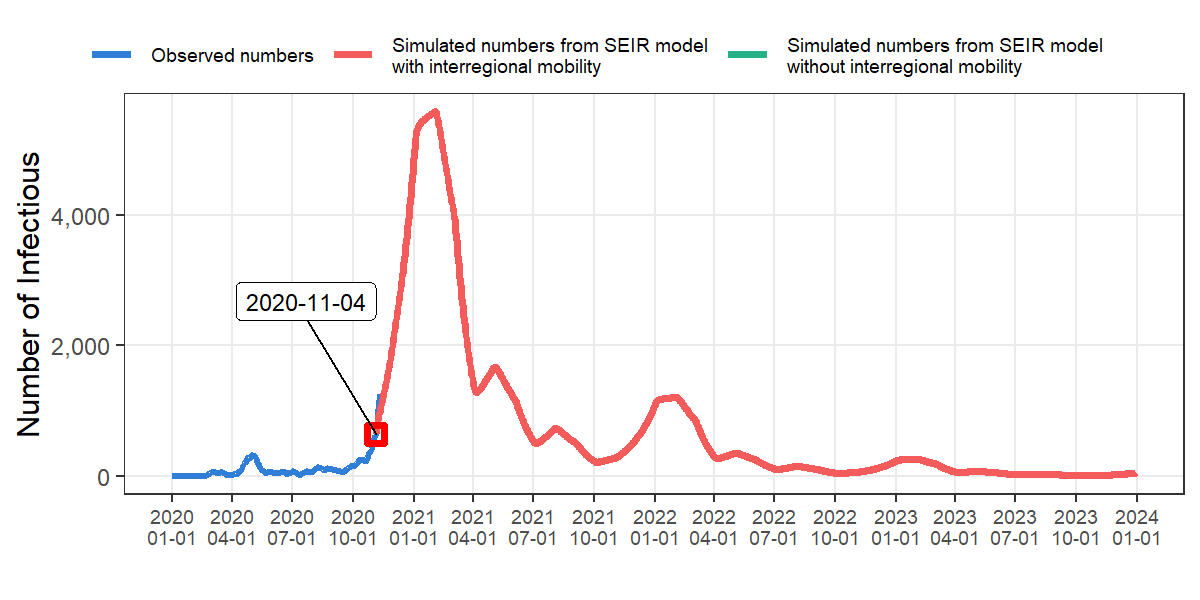 Observed numbers
Simulated numbers from SEIR model
with interregional mobility
Simulated numbers from SEIR model
without interregional mobility
Number of Infectious
4,000
2,000
0
2020-11-04
2020 2020 2020 2020 2021 2021 2021 2021 2022 2022 2022 2022 2023 2023 2023 2023 2024
01-01 04-01 07-01 10-01 01-01 04-01 07-01 10-01 01-01 04-01 07-01 10-01 01-01 04-01 07-01 10-01 01-01